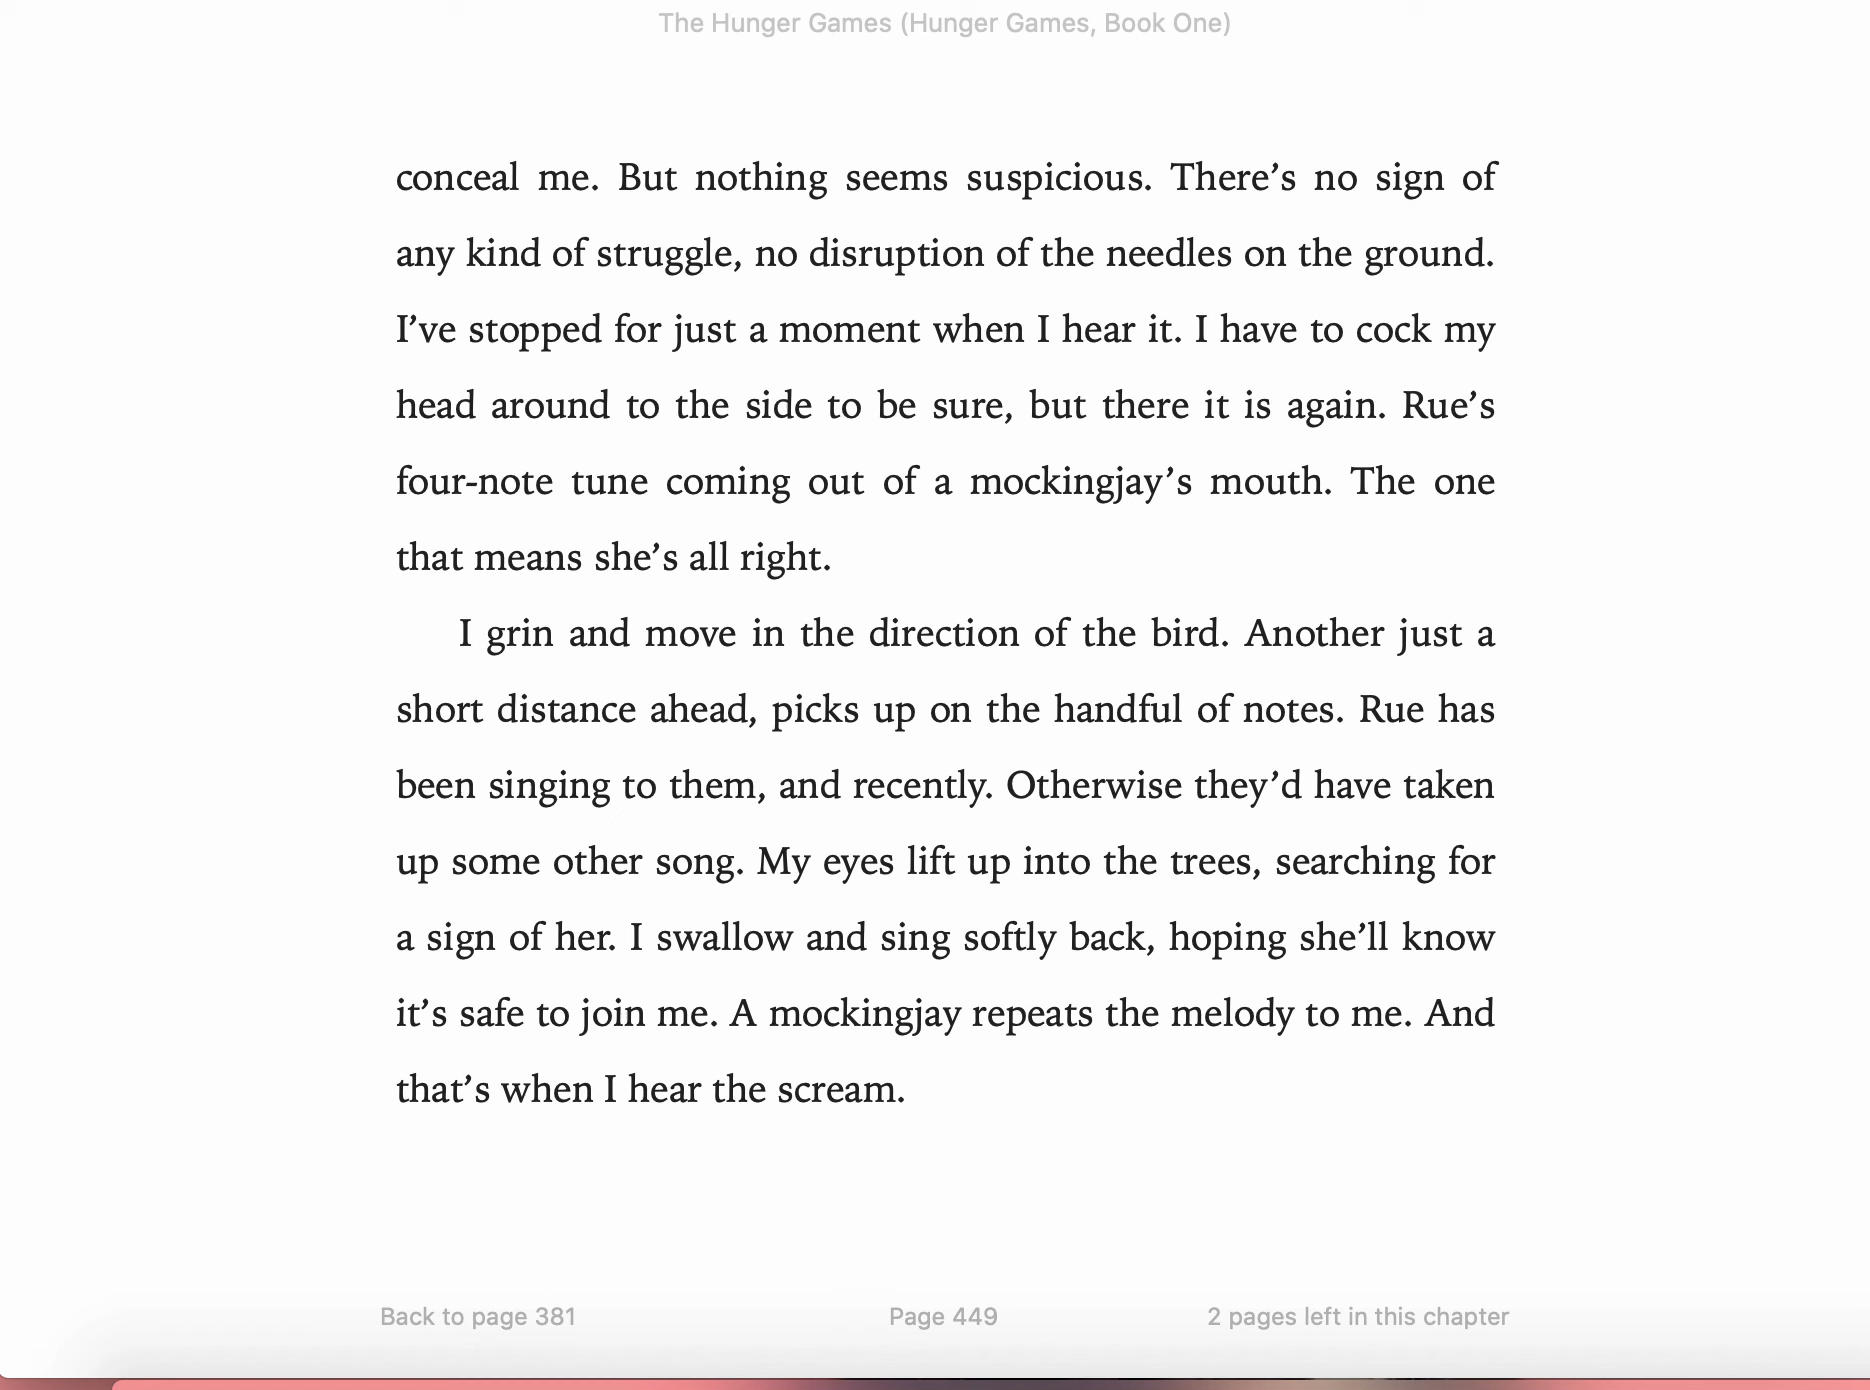 The Hunger Games (Hunger Games, Book One)
conceal me. But nothing seems suspicious. There’s no sign of
any kind of struggle, no disruption of the needles on the ground.
I’ve stopped for just a moment when I hear it. I have to cock my
head around to the side to be sure, but there it is again. Rue’s
four-note tune coming out of a mockingjay’s mouth. The one
that means she’s all right.
I grin and move in the direction of the bird. Another just a
short distance ahead, picks up on the handful of notes. Rue has
been singing to them, and recently. Otherwise they’d have taken
up some other song. My eyes lift up into the trees, searching for
a sign of her. I swallow and sing softly back, hoping she’ll know
it’s safe to join me. A mockingjay repeats the melody to me. And
that’s when I hear the scream.
Back to page 381
Page 449
2 pages left in this chapter